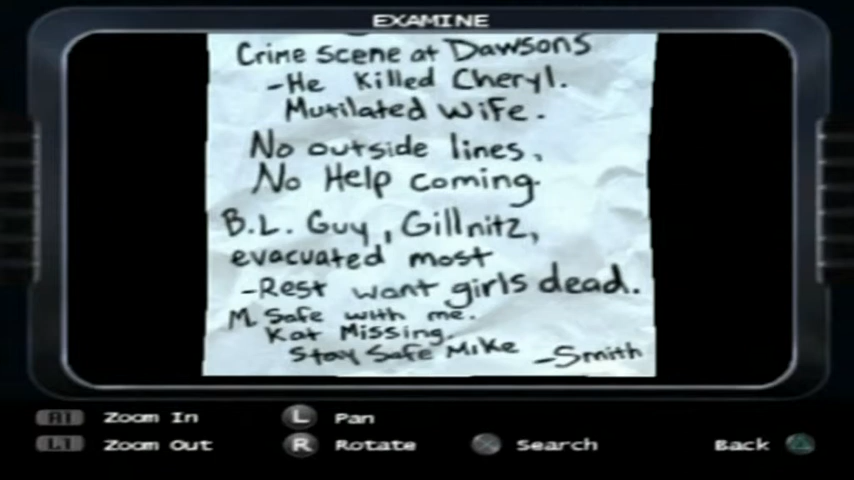 EXAMINE
Crime scene at Dawsons
-He killed Cheryl.
Mutilated wife.
No outside lines,
No Help coming.
B.L. Guy, Gillnitz,
evacuated most
-Rest want girls dead.
M. Safe with me.
Kat Missing.
Stay Safe Mike -Smith
R1 Zoom In L Pan
L1 Zoom Out R Rotate Search Back